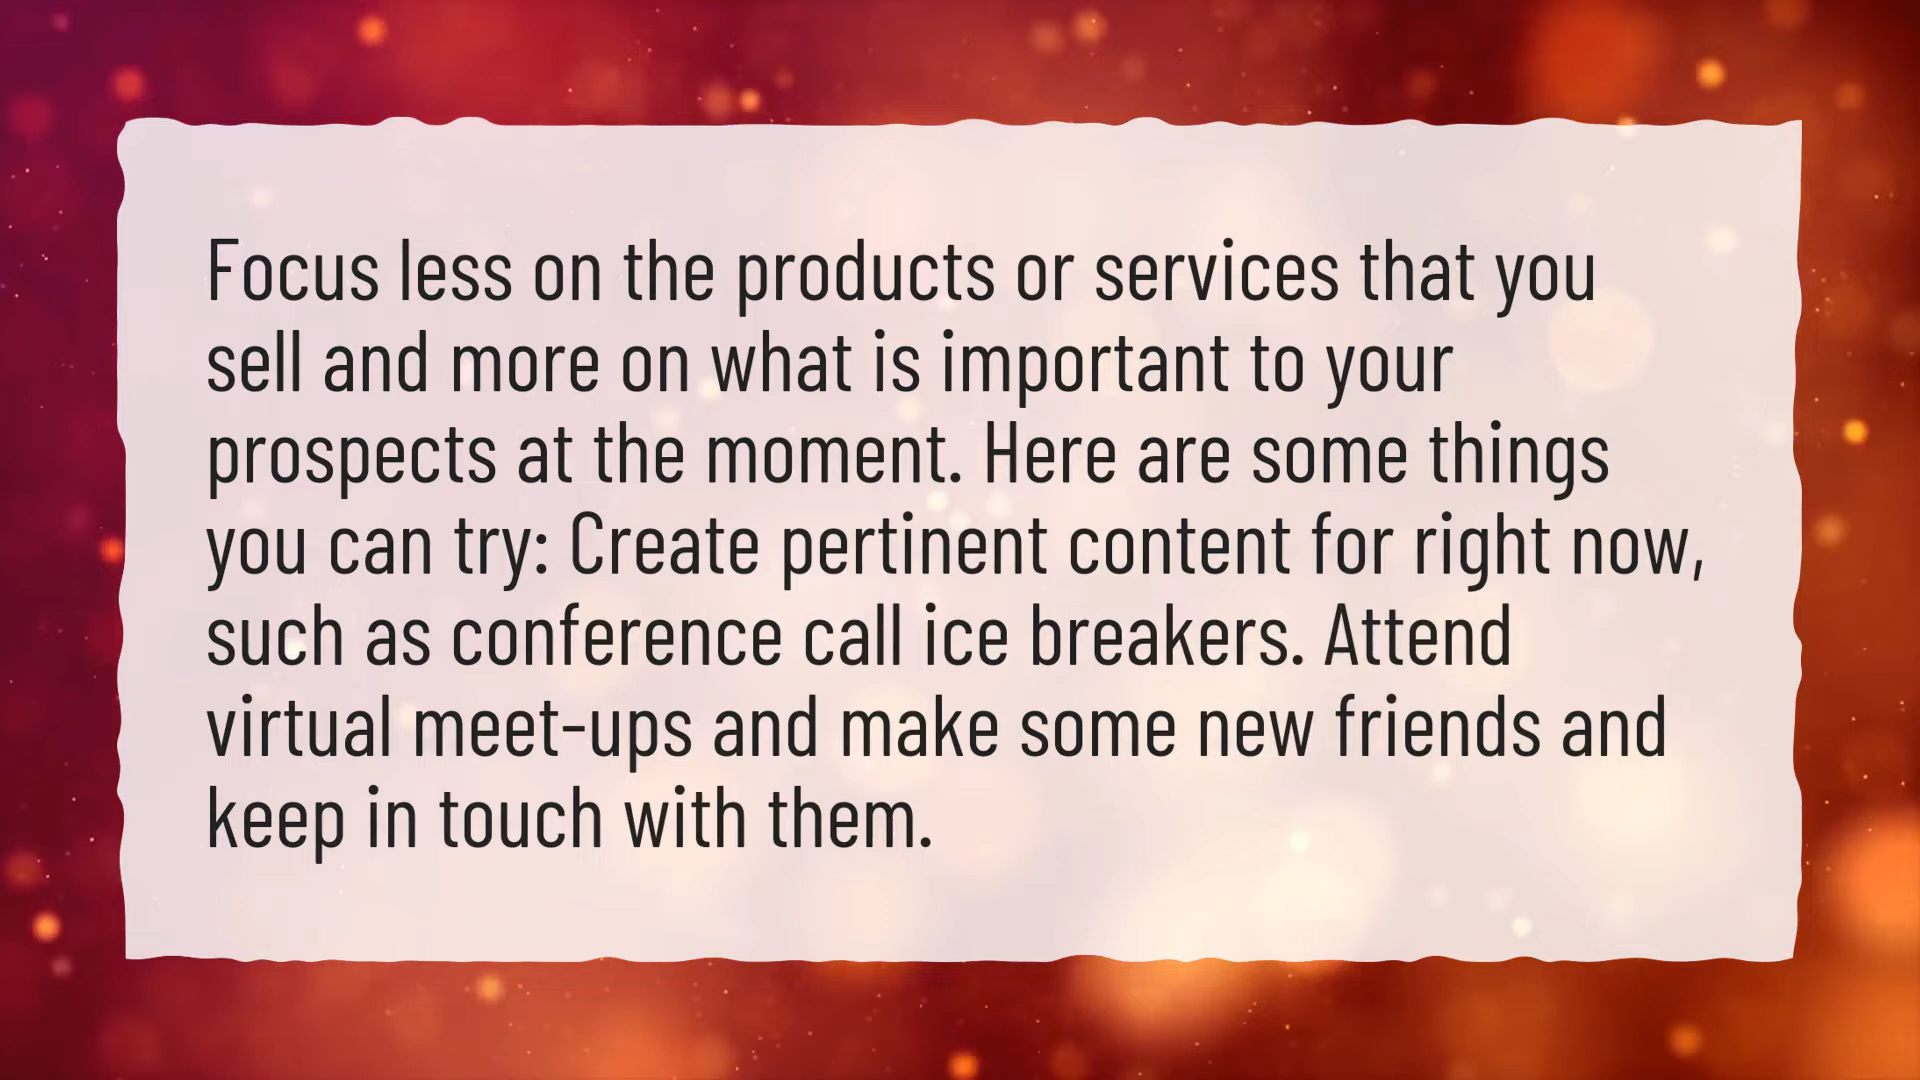 Focus less on the products or services that you
sell and more on what is important to your
prospects at the moment. Here are some things
you can try: Create pertinent content for right now,
such as conference call ice breakers. Attend
virtual meet-ups and make some new friends and
keep in touch with them.